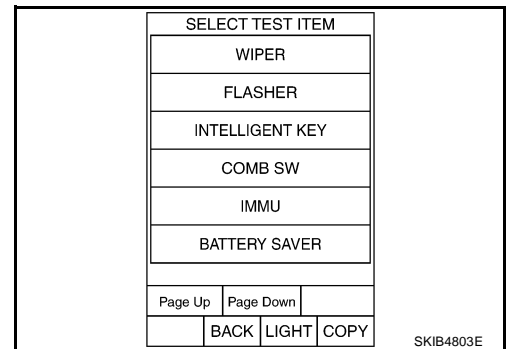 SELECT TEST ITEM
WIPER
FLASHER
INTELLIGENT KEY
COMB SW
IMMU
BATTERY SAVER
Page Up Page Down
BACK LIGHT COPY
SKIB4803E